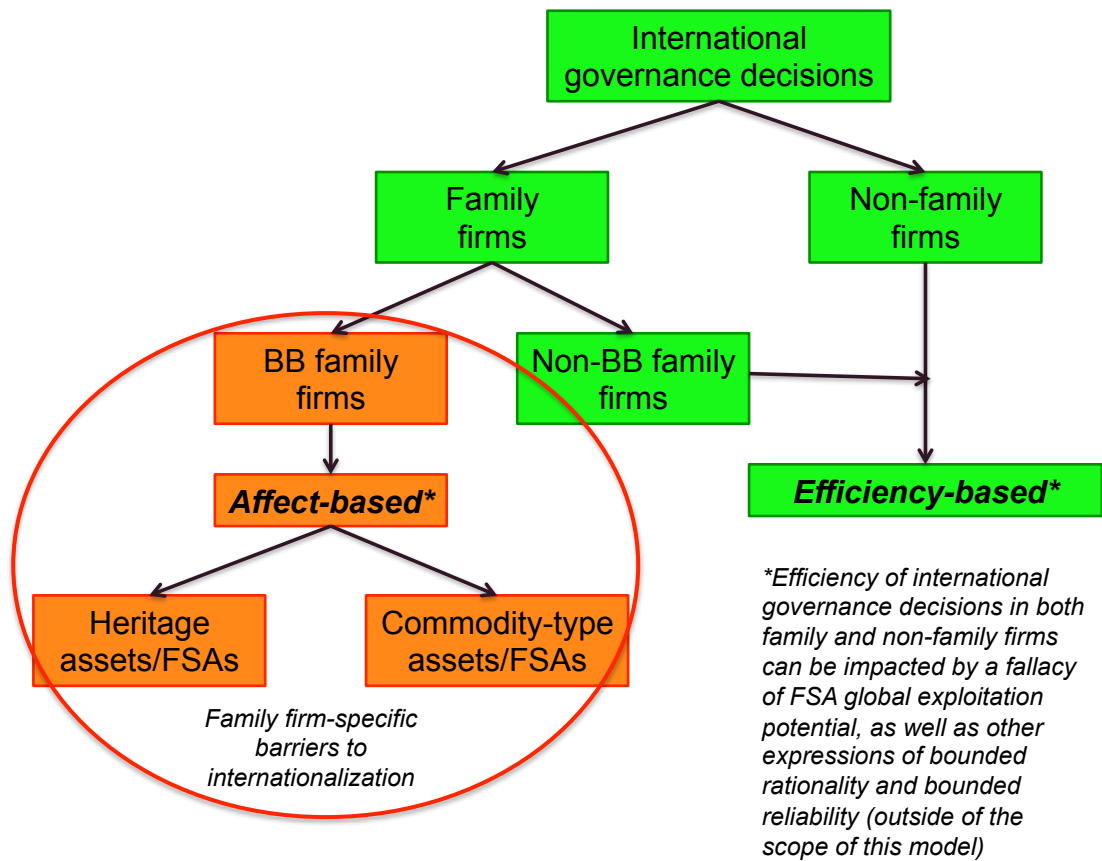 International
governance decisions
Family
firms
Non-family
firms
BB family
firms
Non-BB family
firms
Affect-based*
Efficiency-based*
Heritage
assets/FSAs
Commodity-type
assets/FSAs
Family firm-specific
barriers to
internationalization
*Efficiency of international
governance decisions in both
family and non-family firms
can be impacted by a fallacy
of FSA global exploitation
potential, as well as other
expressions of bounded
rationality and bounded
reliability (outside of the
scope of this model)